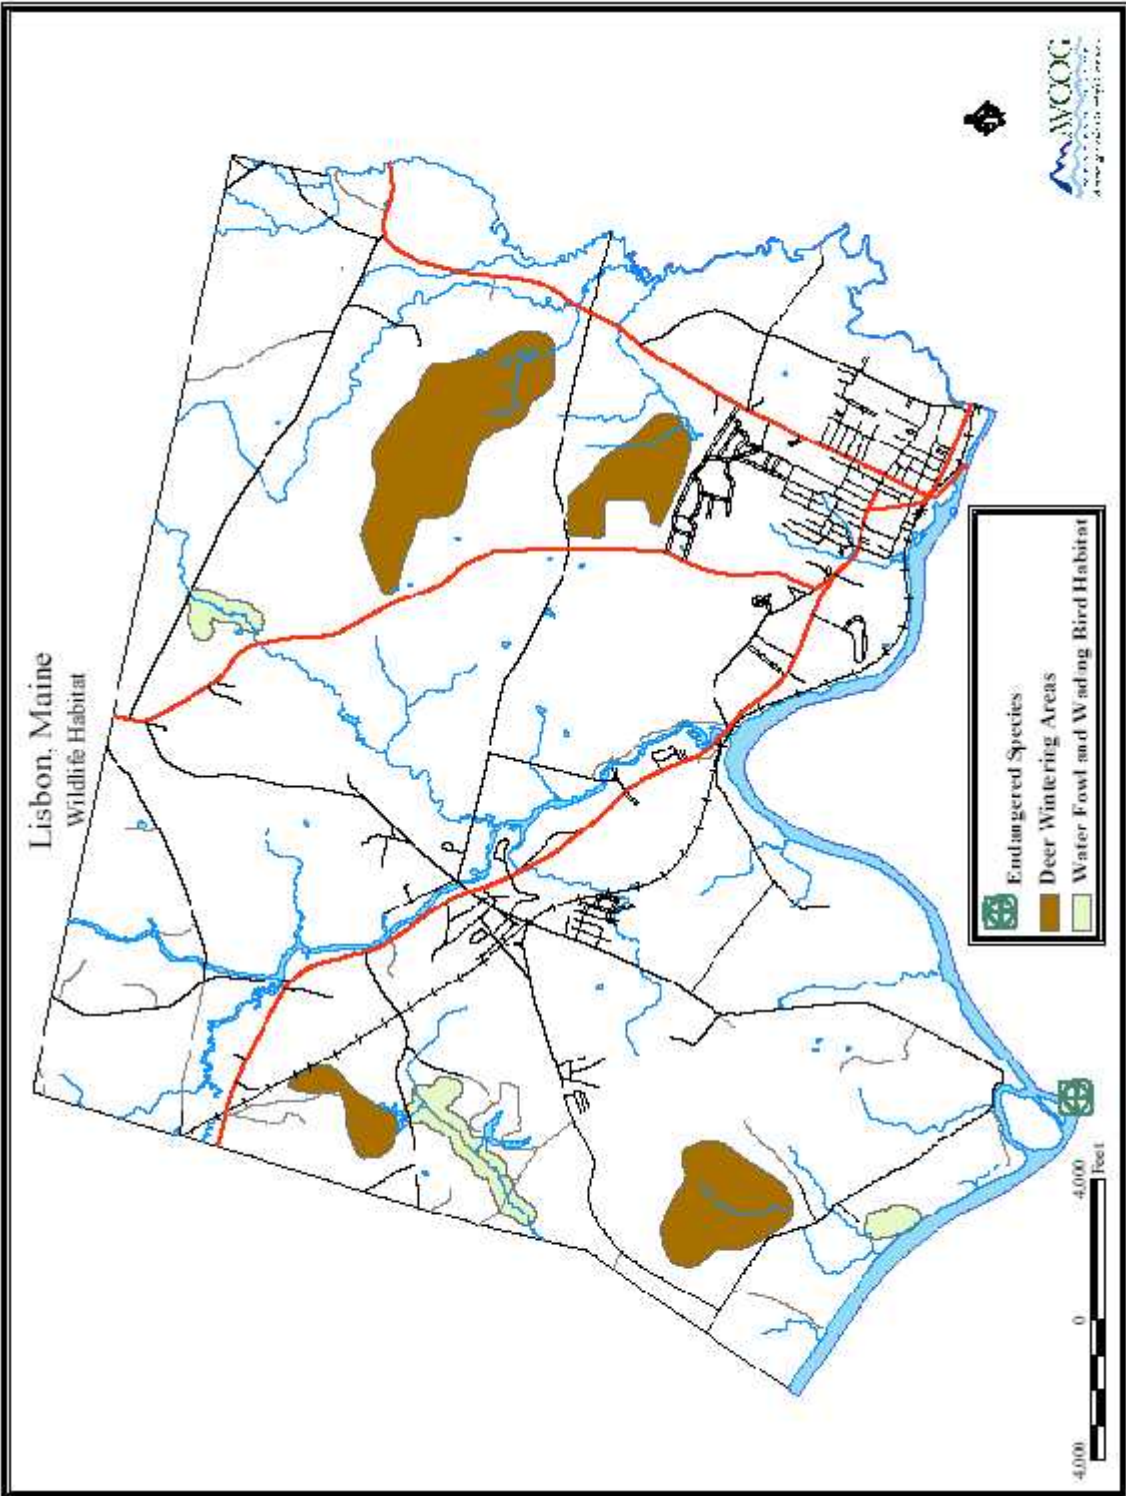 Lisbon, Maine
Wildlife Habitat
Endangered Species
Deer Wintering Areas
Water Fowl and Wading Bird Habitat
4,000
0
4,000
Feet
AVCOG